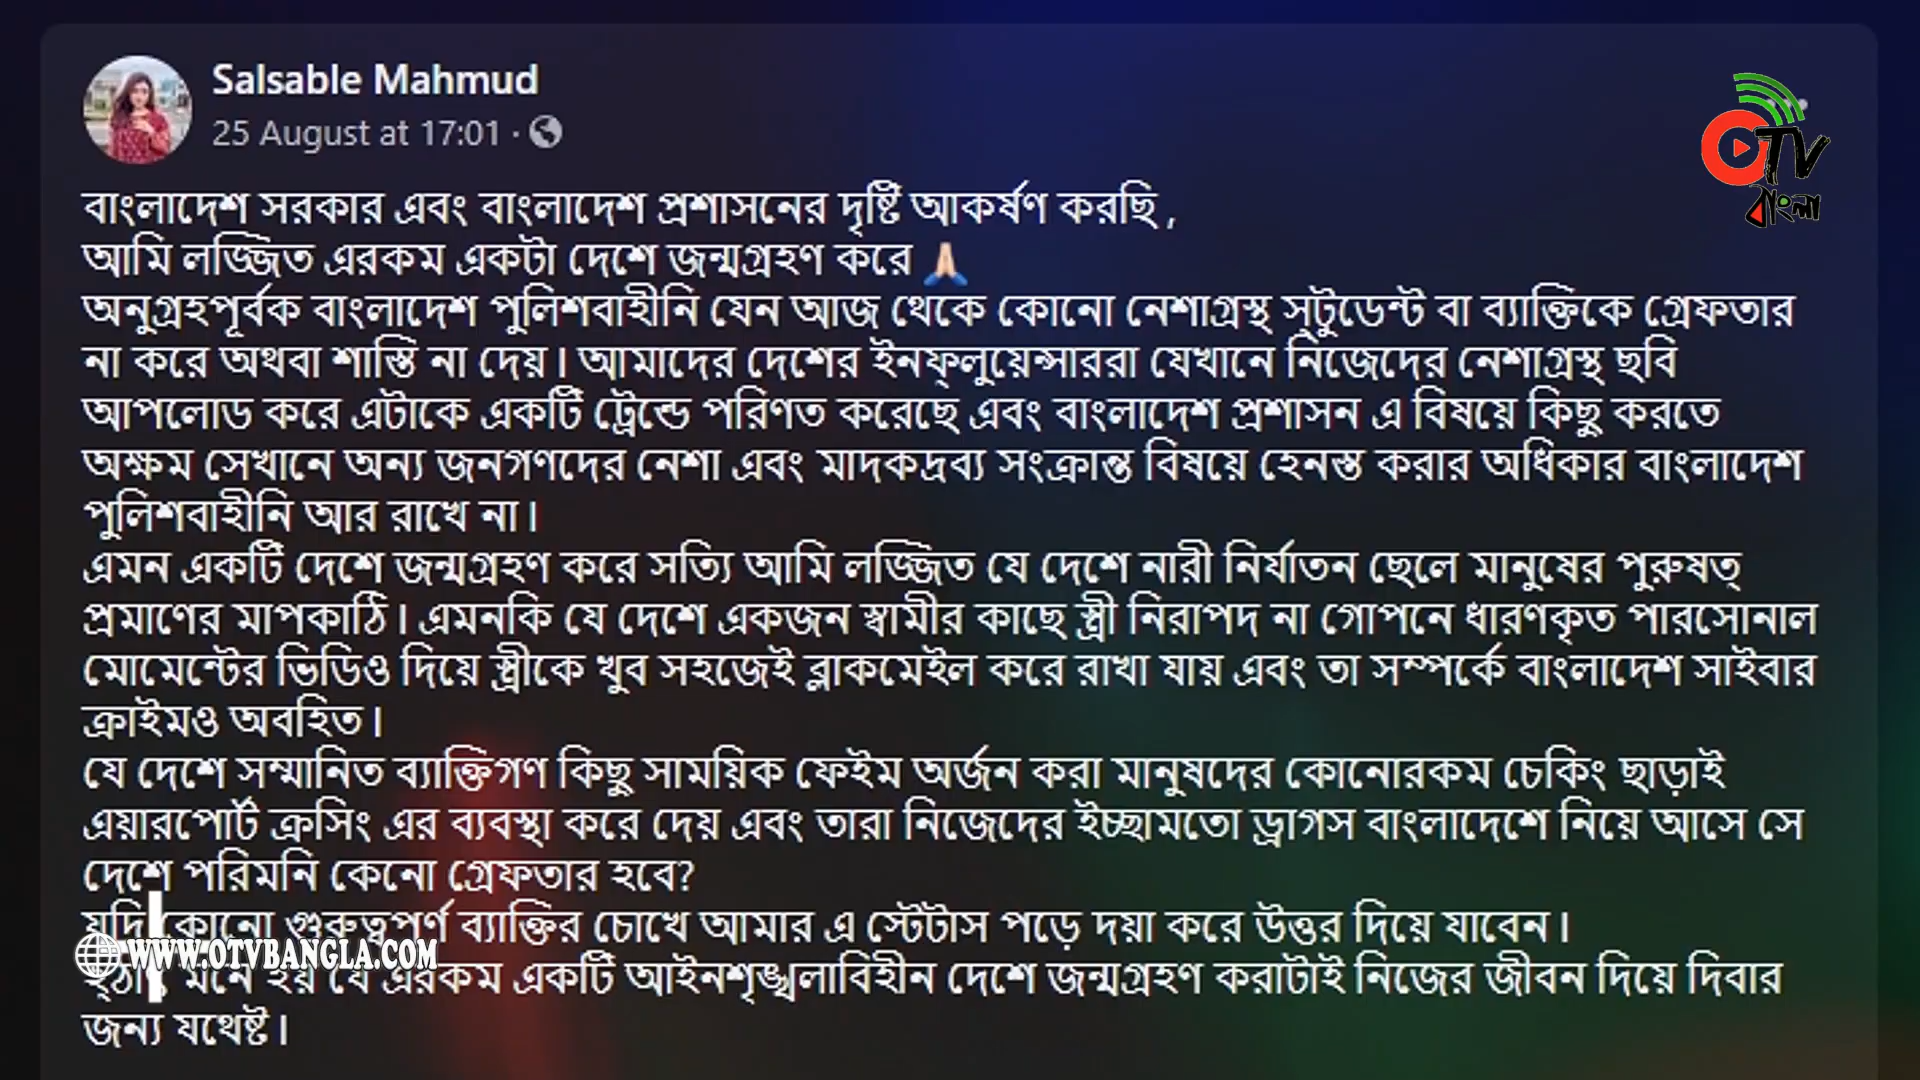 Salsable Mahmud
25 August at 17:01 ·
OTV
বাংলা
বাংলাদেশ সরকার এবং বাংলাদেশ প্রশাসনের দৃষ্টি আকর্ষণ করছি ,
আমি লজ্জিত এরকম একটা দেশে জন্মগ্রহণ করে 🙏🏻
অনুগ্রহপূর্বক বাংলাদেশ পুলিশবাহীনি যেন আজ থেকে কোনো নেশাগ্রস্থ স্টুডেন্ট বা ব্যাক্তিকে গ্রেফতার
না করে অথবা শাস্তি না দেয়। আমাদের দেশের ইনফ্লুয়েন্সাররা যেখানে নিজেদের নেশাগ্রস্থ ছবি
আপলোড করে এটাকে একটি ট্রেন্ডে পরিণত করেছে এবং বাংলাদেশ প্রশাসন এ বিষয়ে কিছু করতে
অক্ষম সেখানে অন্য জনগণদের নেশা এবং মাদকদ্রব্য সংক্রান্ত বিষয়ে হেনস্ত করার অধিকার বাংলাদেশ
পুলিশবাহীনি আর রাখে না।
এমন একটি দেশে জন্মগ্রহণ করে সত্যি আমি লজ্জিত যে দেশে নারী নির্যাতন ছেলে মানুষের পুরুষত্
প্রমাণের মাপকাঠি। এমনকি যে দেশে একজন স্বামীর কাছে স্ত্রী নিরাপদ না গোপনে ধারণকৃত পারসোনাল
মোমেন্টের ভিডিও দিয়ে স্ত্রীকে খুব সহজেই ব্লাকমেইল করে রাখা যায় এবং তা সম্পর্কে বাংলাদেশ সাইবার
ক্রাইমও অবহিত।
যে দেশে সম্মানিত ব্যাক্তিগণ কিছু সাময়িক ফেইম অর্জন করা মানুষদের কোনোরকম চেকিং ছাড়াই
এয়ারপোর্ট ক্রসিং এর ব্যবস্থা করে দেয় এবং তারা নিজেদের ইচ্ছামতো ড্রাগস বাংলাদেশে নিয়ে আসে সে
দেশে পরিমনি কেনো গ্রেফতার হবে?
যদি কোনো গুরুত্বপূর্ণ ব্যাক্তির চোখে আমার এ স্টেটাস পড়ে দয়া করে উত্তর দিয়ে যাবেন।
WWW.OTVBANGLA.COM
মনে হয় যে এরকম একটি আইনশৃঙ্খলাবিহীন দেশে জন্মগ্রহণ করাটাই নিজের জীবন দিয়ে দিবার
জন্য যথেষ্ট।